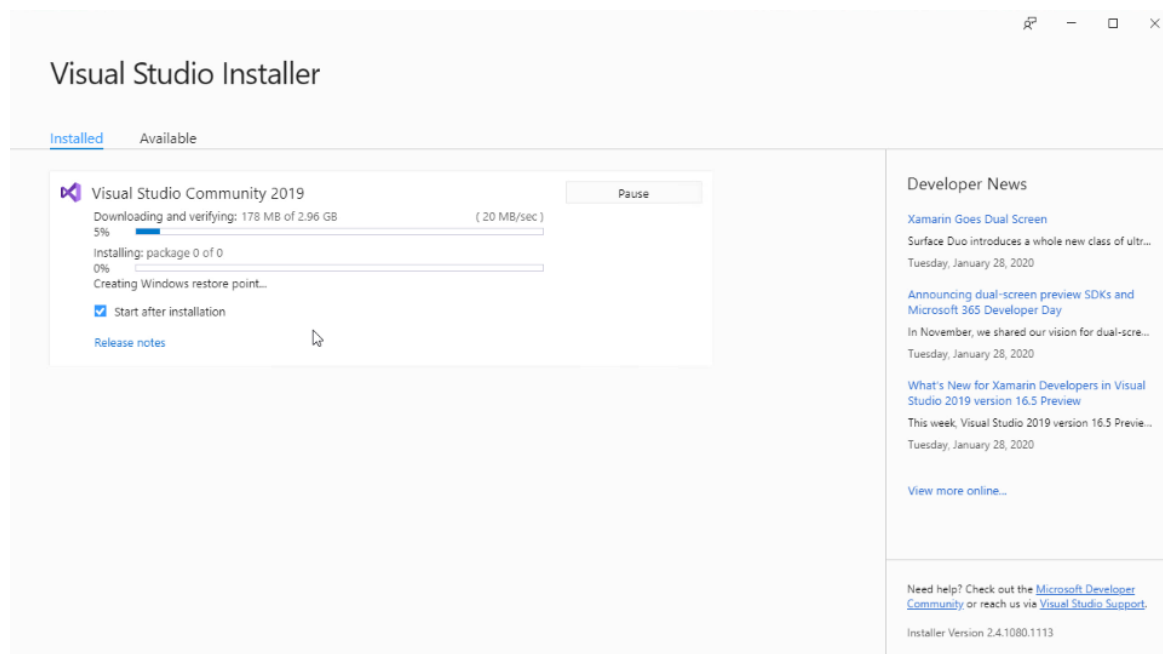 Visual Studio Installer
Installed
Available
Visual Studio Community 2019
Pause
Downloading and verifying: 178 MB of 2.96 GB
( 20 MB/sec )
5%
Installing: package 0 of 0
0%
Creating Windows restore point...
Start after installation
Release notes
Developer News
Xamarin Goes Dual Screen
Surface Duo introduces a whole new class of ultr...
Tuesday, January 28, 2020
Announcing dual-screen preview SDKs and
Microsoft 365 Developer Day
In November, we shared our vision for dual-scre...
Tuesday, January 28, 2020
What's New for Xamarin Developers in Visual
Studio 2019 version 16.5 Preview
This week, Visual Studio 2019 version 16.5 Previe...
Tuesday, January 28, 2020
View more online...
Need help? Check out the Microsoft Developer
Community or reach us via Visual Studio Support.
Installer Version 2.4.1080.1113